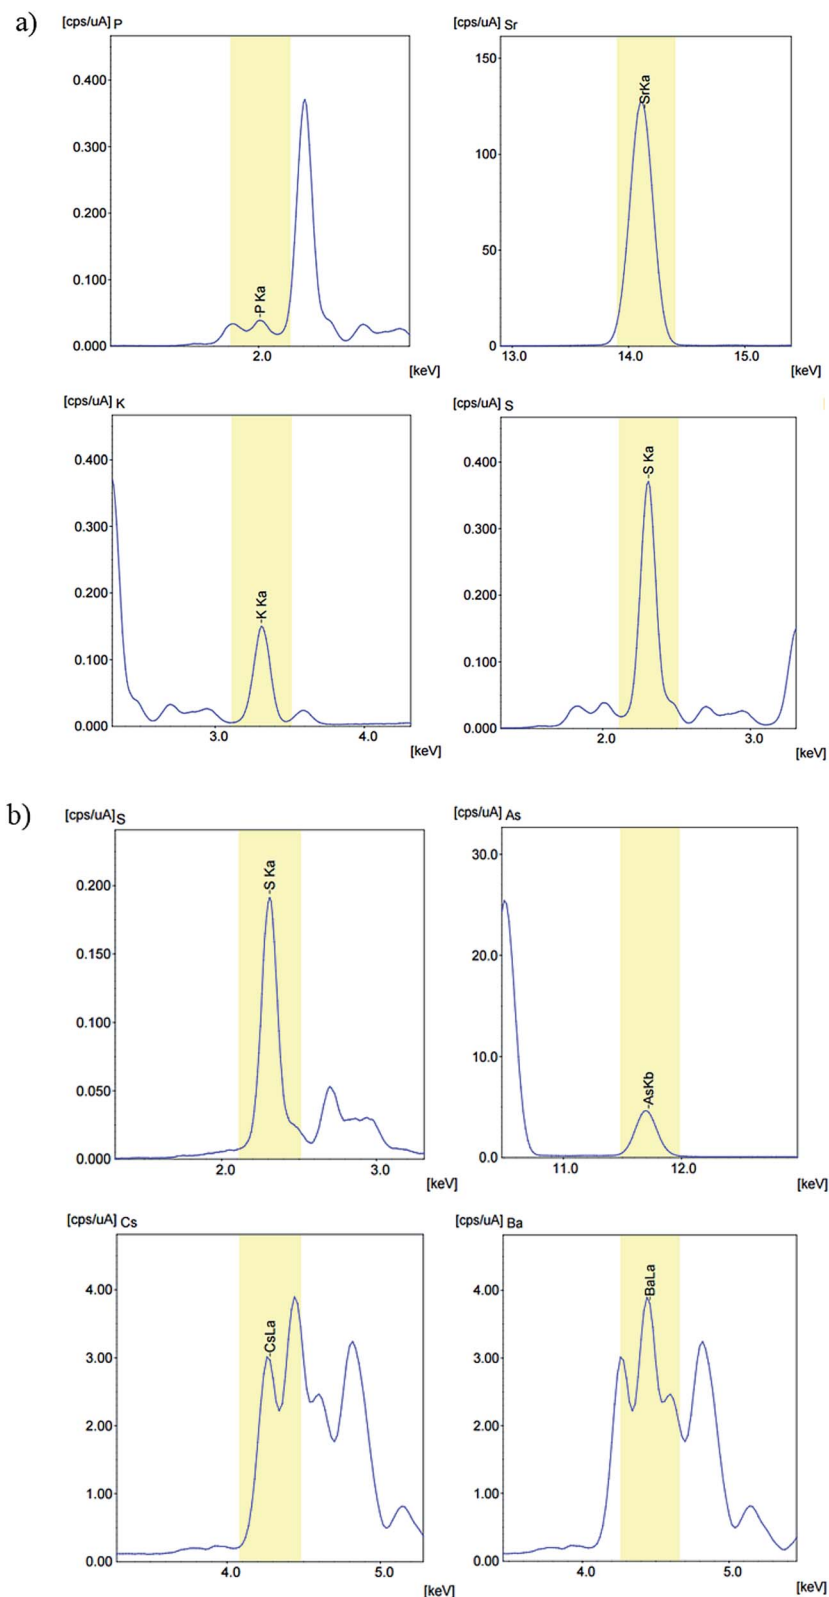 a)
[cps/uA] P
0.400
0.300
0.200
0.100
0.000
-P Ka
2.0
[keV]
[cps/uA] Sr
150
100
50
0
-SrKa
13.0 14.0 15.0
[keV]
[cps/uA] K
0.400
0.300
0.200
0.100
0.000
-K Ka
3.0 4.0
[keV]
[cps/uA] S
0.400
0.300
0.200
0.100
0.000
-S Ka
2.0 3.0
[keV]
b)
[cps/uA] S
0.200
0.150
0.100
0.050
0.000
-S Ka
2.0 3.0
[keV]
[cps/uA] As
30.0
20.0
10.0
0.0
-AsKb
11.0 12.0
[keV]
[cps/uA] Cs
4.00
3.00
2.00
1.00
0.00
-CsLa
4.0 5.0
[keV]
[cps/uA] Ba
4.00
3.00
2.00
1.00
0.00
-BaLa
4.0 5.0
[keV]